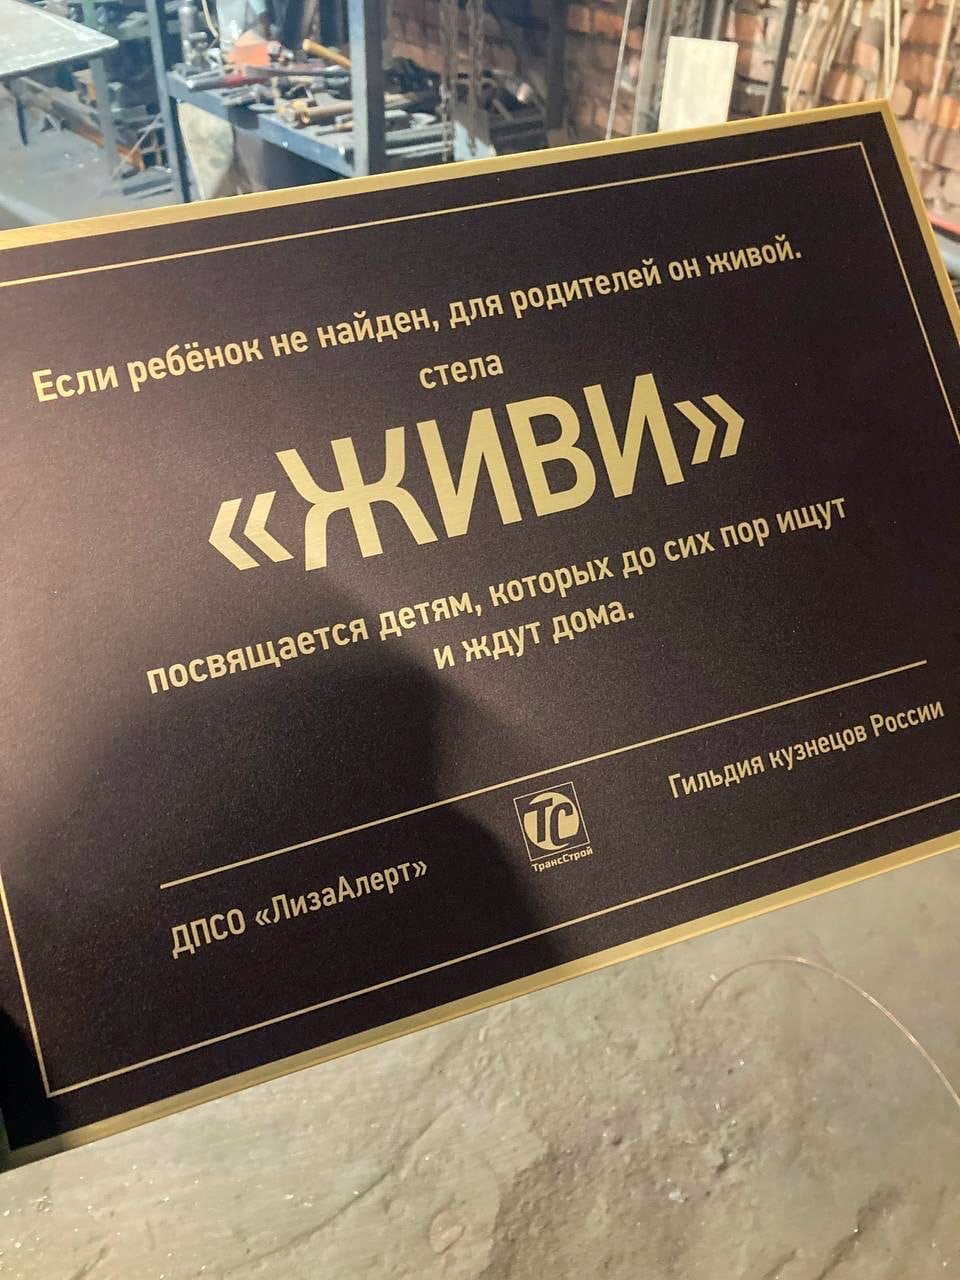 Если ребёнок не найден, для родителей он живой.
стела
«ЖИВИ»
посвящается детям, которых до сих пор ищут
и ждут дома.
ДПСО «ЛизаАлерт»
ТС
ТрансСтрой
Гильдия кузнецов России